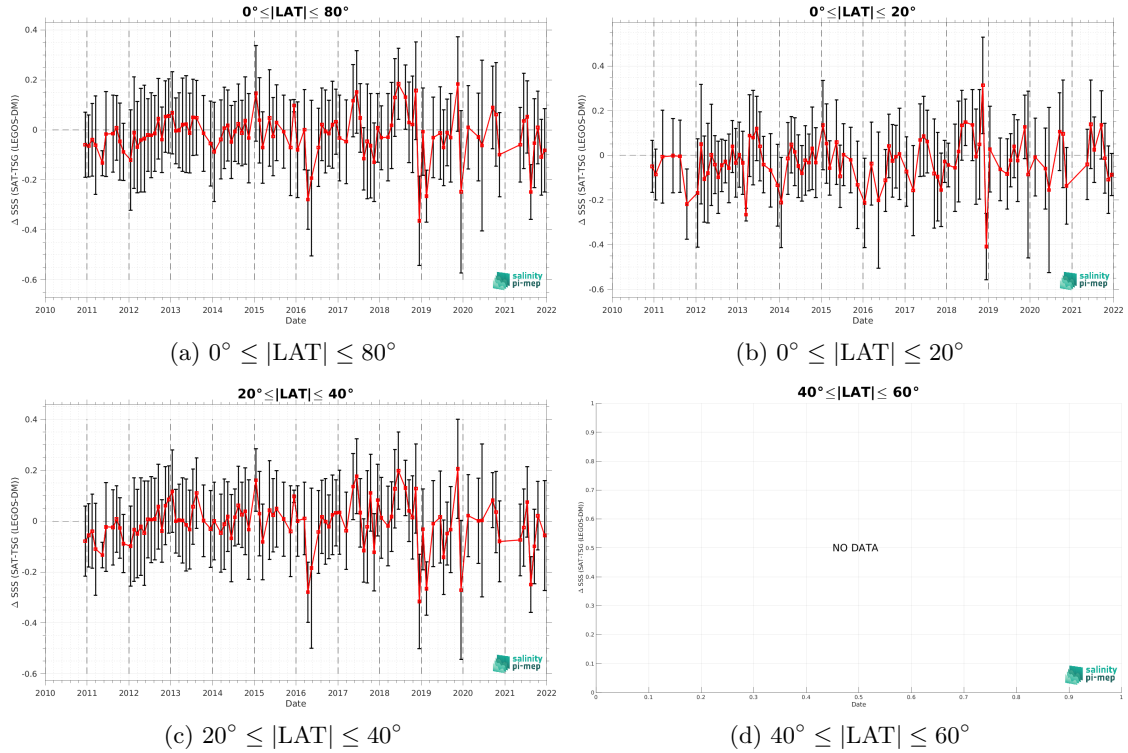 0°≤|LAT|≤ 80°
0.4
0.2
0
-0.2
-0.4
-0.6
Δ SSS (SAT-TSG (LEGOS-DM))
2010 2011 2012 2013 2014 2015 2016 2017 2018 2019 2020 2021 2022
Date
salinity
pi-mep
(a) 0° ≤ |LAT| ≤ 80°
0°≤|LAT|≤ 20°
0.4
0.2
0
-0.2
-0.4
-0.6
Δ SSS (SAT-TSG (LEGOS-DM))
2010 2011 2012 2013 2014 2015 2016 2017 2018 2019 2020 2021 2022
Date
salinity
pi-mep
(b) 0° ≤ |LAT| ≤ 20°
20°≤|LAT|≤ 40°
0.4
0.2
0
-0.2
-0.4
-0.6
Δ SSS (SAT-TSG (LEGOS-DM))
2010 2011 2012 2013 2014 2015 2016 2017 2018 2019 2020 2021 2022
Date
salinity
pi-mep
(c) 20° ≤ |LAT| ≤ 40°
40°≤|LAT|≤ 60°
1
0.9
0.8
0.7
0.6
0.5
0.4
0.3
0.2
0.1
0
Δ SSS (SAT-TSG (LEGOS-DM))
NO DATA
0 0.1 0.2 0.3 0.4 0.5 0.6 0.7 0.8 0.9 1
Date
salinity
pi-mep
(d) 40° ≤ |LAT| ≤ 60°